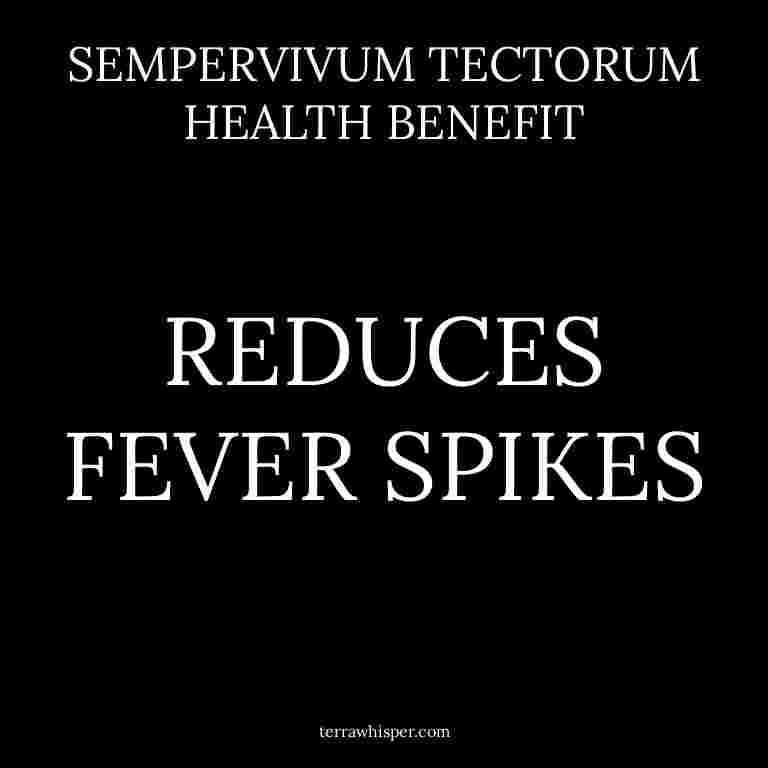 SEMPERVIVUM TECTORUM
HEALTH BENEFIT
REDUCES
FEVER SPIKES
terrawhisper.com